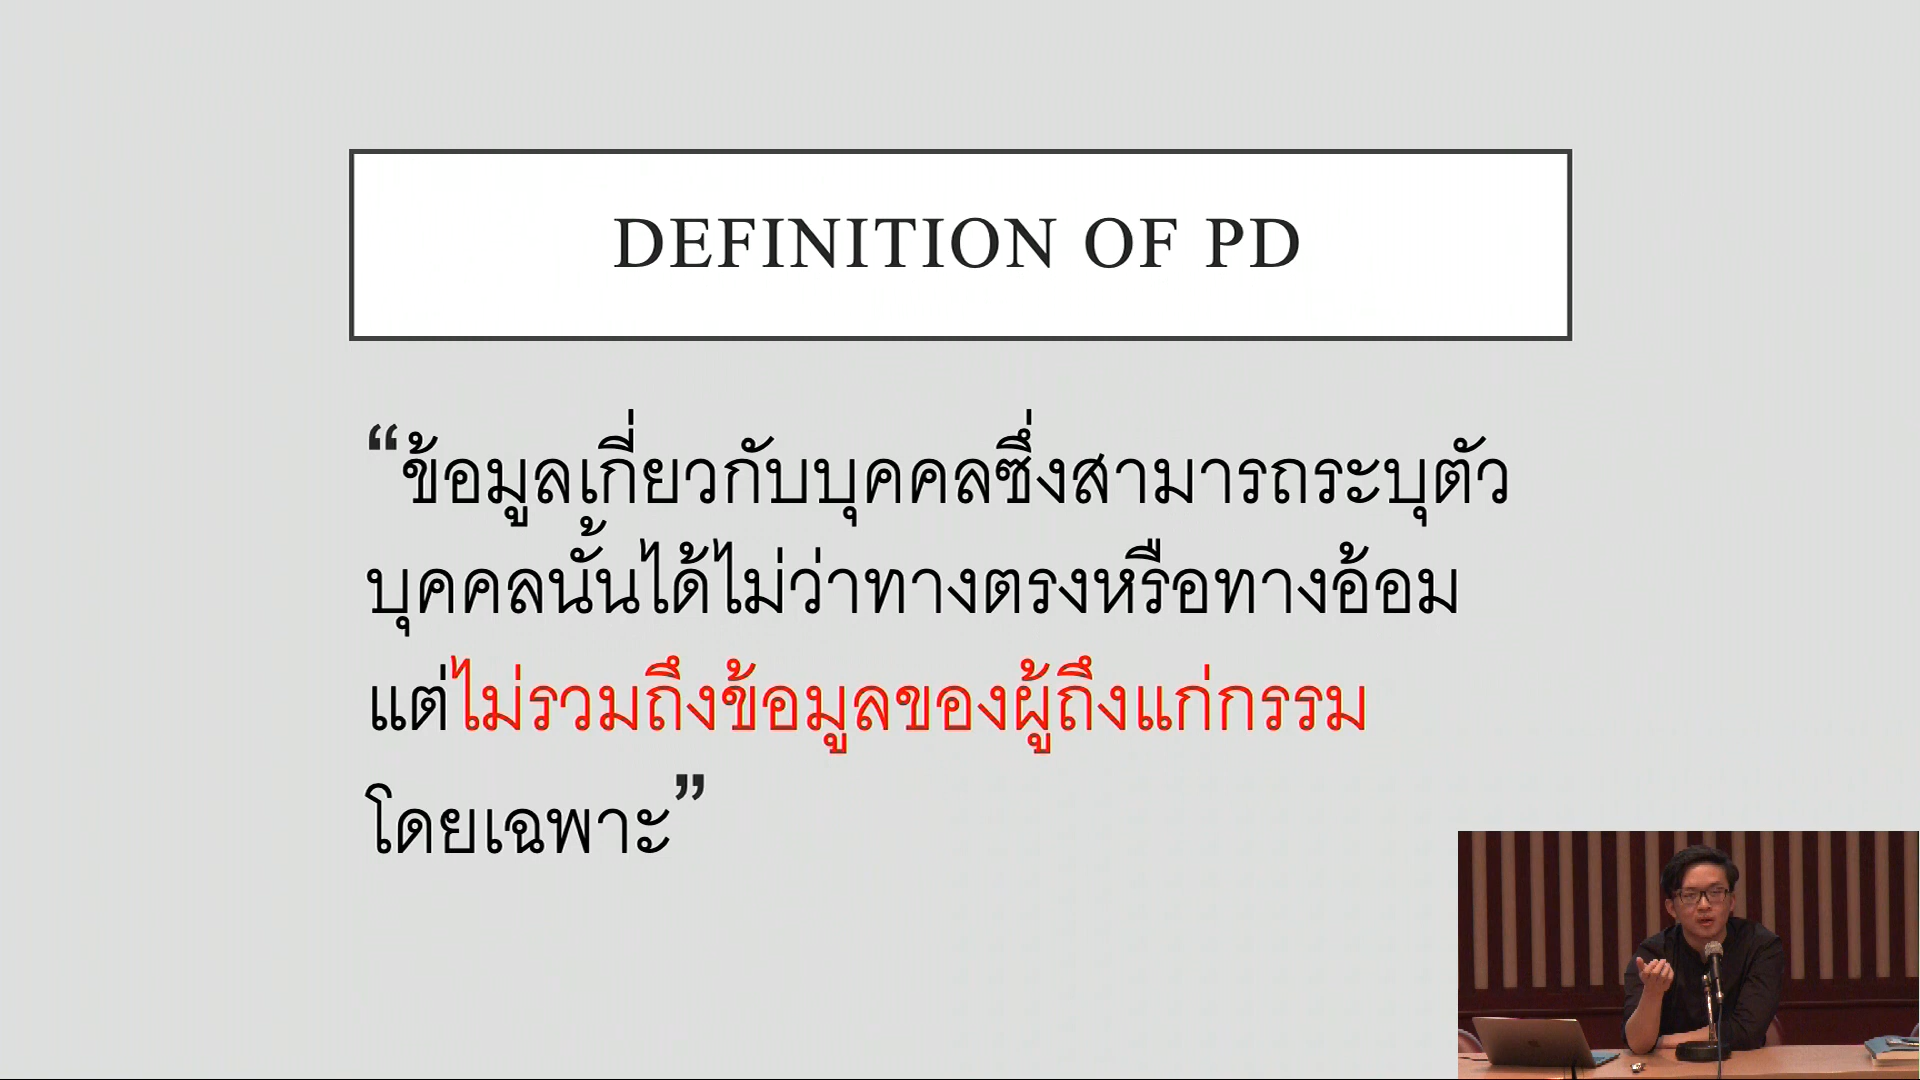 DEFINITION OF PD
“ข้อมูลเกี่ยวกับบุคคลซึ่งสามารถระบุตัว
บุคคลนั้นได้ไม่ว่าทางตรงหรือทางอ้อม
แต่ไม่รวมถึงข้อมูลของผู้ถึงแก่กรรม
โดยเฉพาะ”